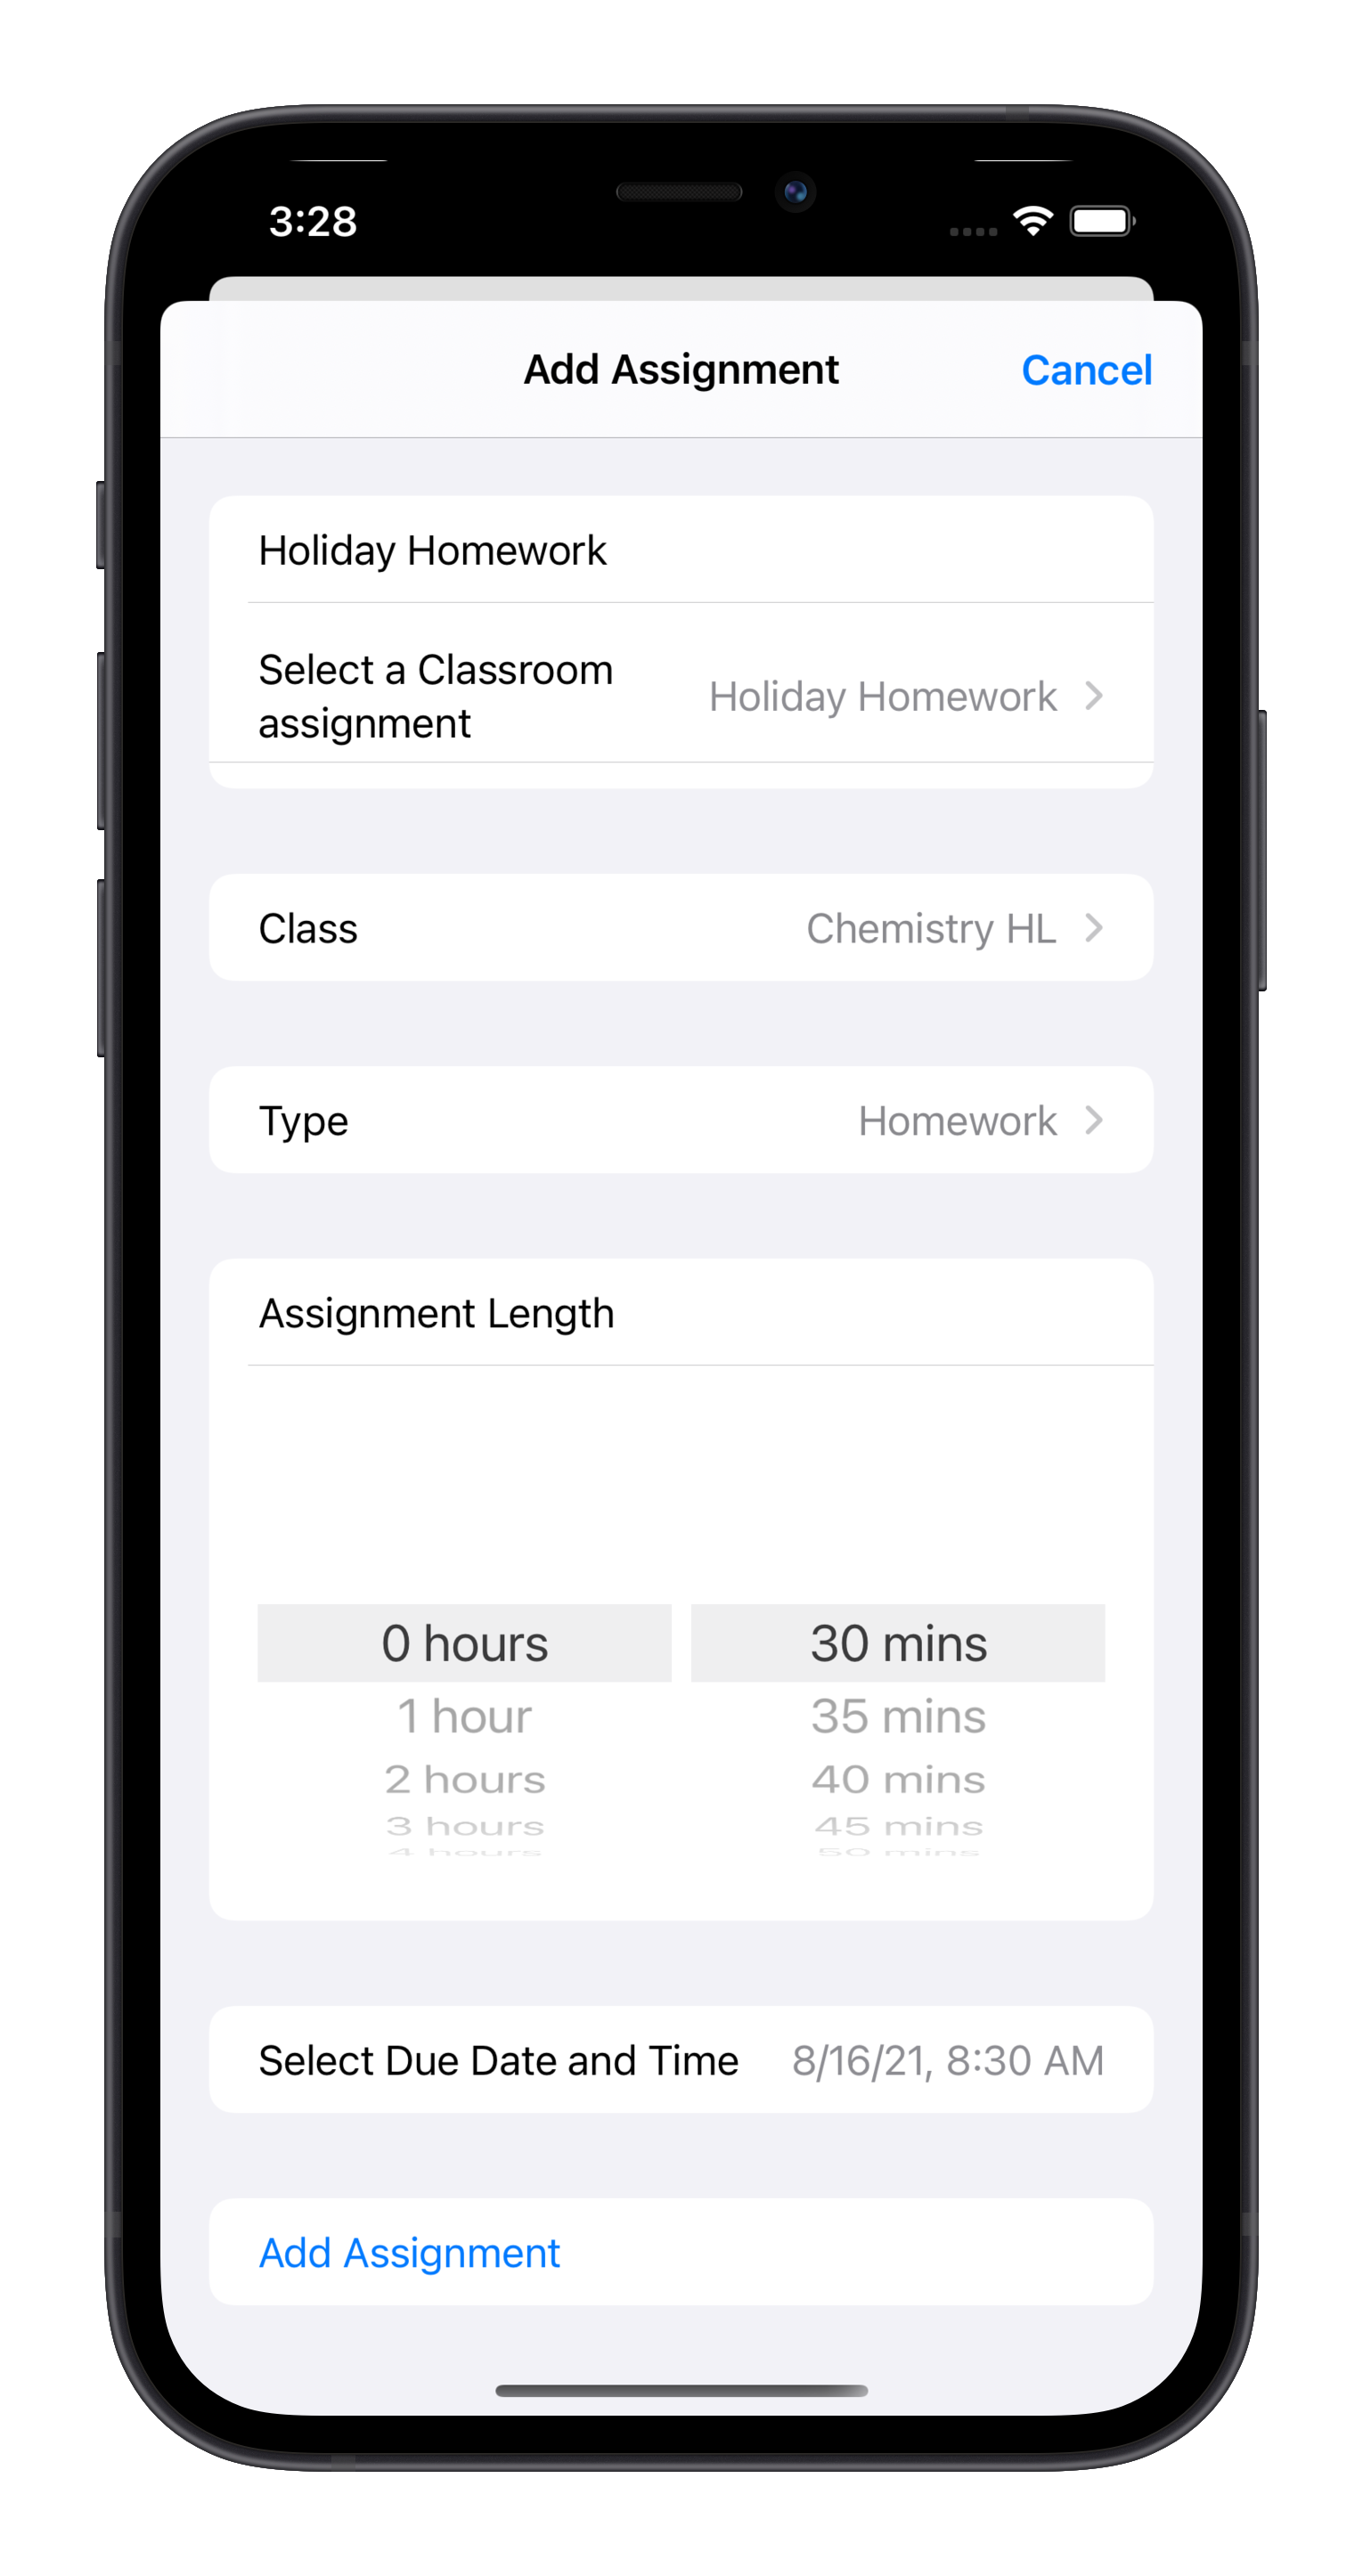 3:28
Add Assignment
Cancel
Holiday Homework
Select a Classroom
assignment
Holiday Homework
Class
Chemistry HL
Type
Homework
Assignment Length
0 hours
30 mins
1 hour
35 mins
2 hours
40 mins
3 hours
45 mins
4 hours
50 mins
Select Due Date and Time
8/16/21, 8:30 AM
Add Assignment